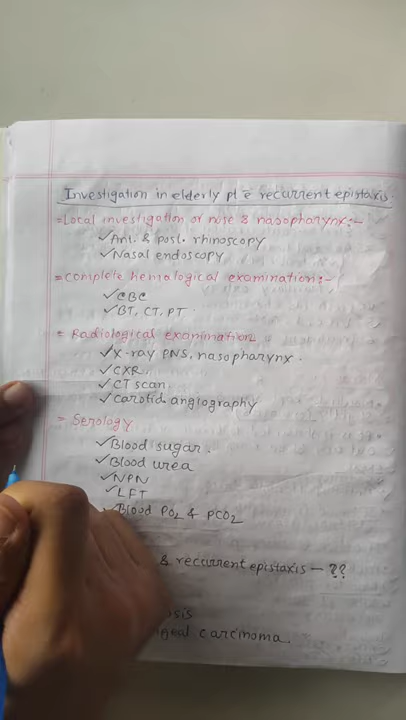 Investigation in elderly pt c̄ recurrent epistaxis.
=Local investigation of nose & nasopharynx:-
✓Ant. & post. rhinoscopy
✓Nasal endoscopy
=Complete hemological examination:-
✓CBC
✓BT, CT, PT
= Radiological examination
✓X-ray PNS, nasopharynx.
✓CXR.
✓CT scan.
✓carotid angiography
= Serology
✓Blood sugar.
✓Blood urea
✓NPN
✓LFT
✓Blood PO2 & PCO2
& recurrent epistaxis – ??
carcinoma.